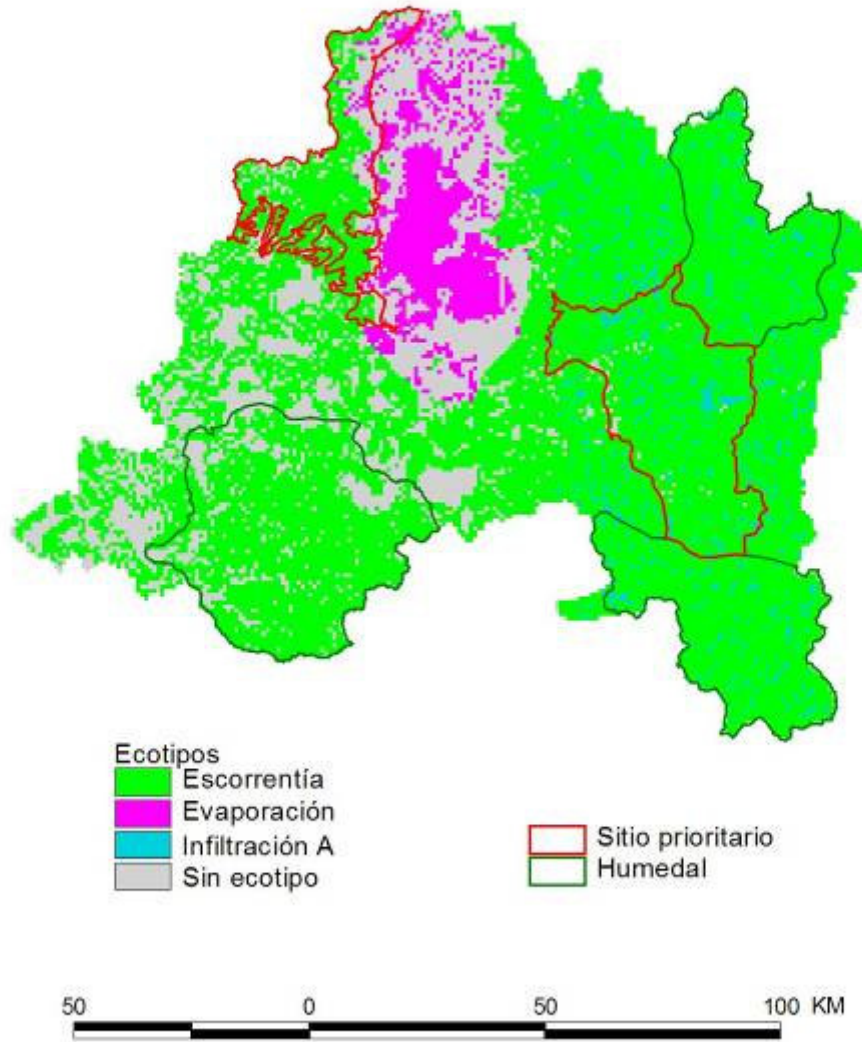 Ecotipos
Escorrentía
Evaporación
Infiltración A
Sin ecotipo
Sitio prioritario
Humedal
50 0 50 100 KM